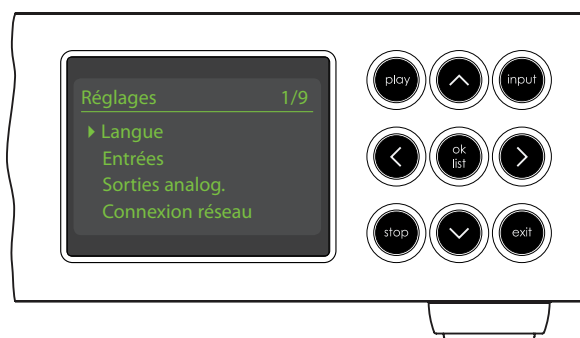 Réglages 1/9
Langue
Entrées
Sorties analog.
Connexion réseau
play
input
ok
list
stop
exit